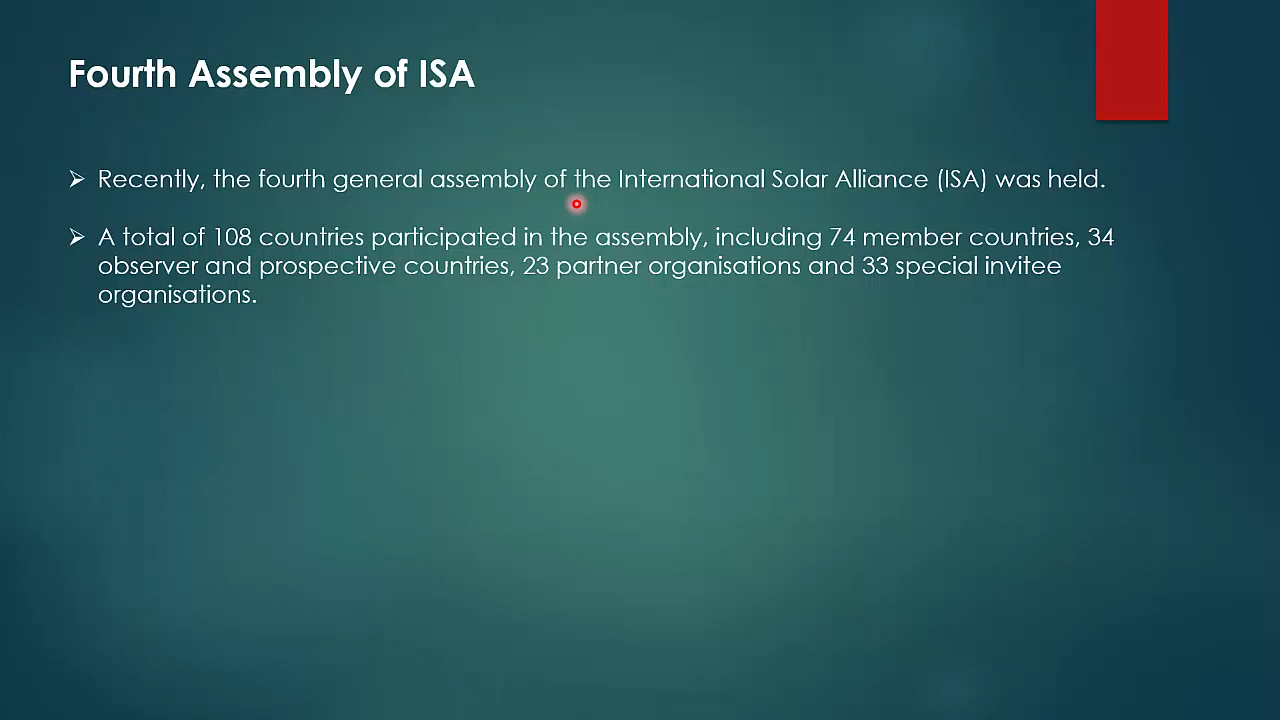 Fourth Assembly of ISA
Recently, the fourth general assembly of the International Solar Alliance (ISA) was held.
A total of 108 countries participated in the assembly, including 74 member countries, 34
observer and prospective countries, 23 partner organisations and 33 special invitee
organisations.